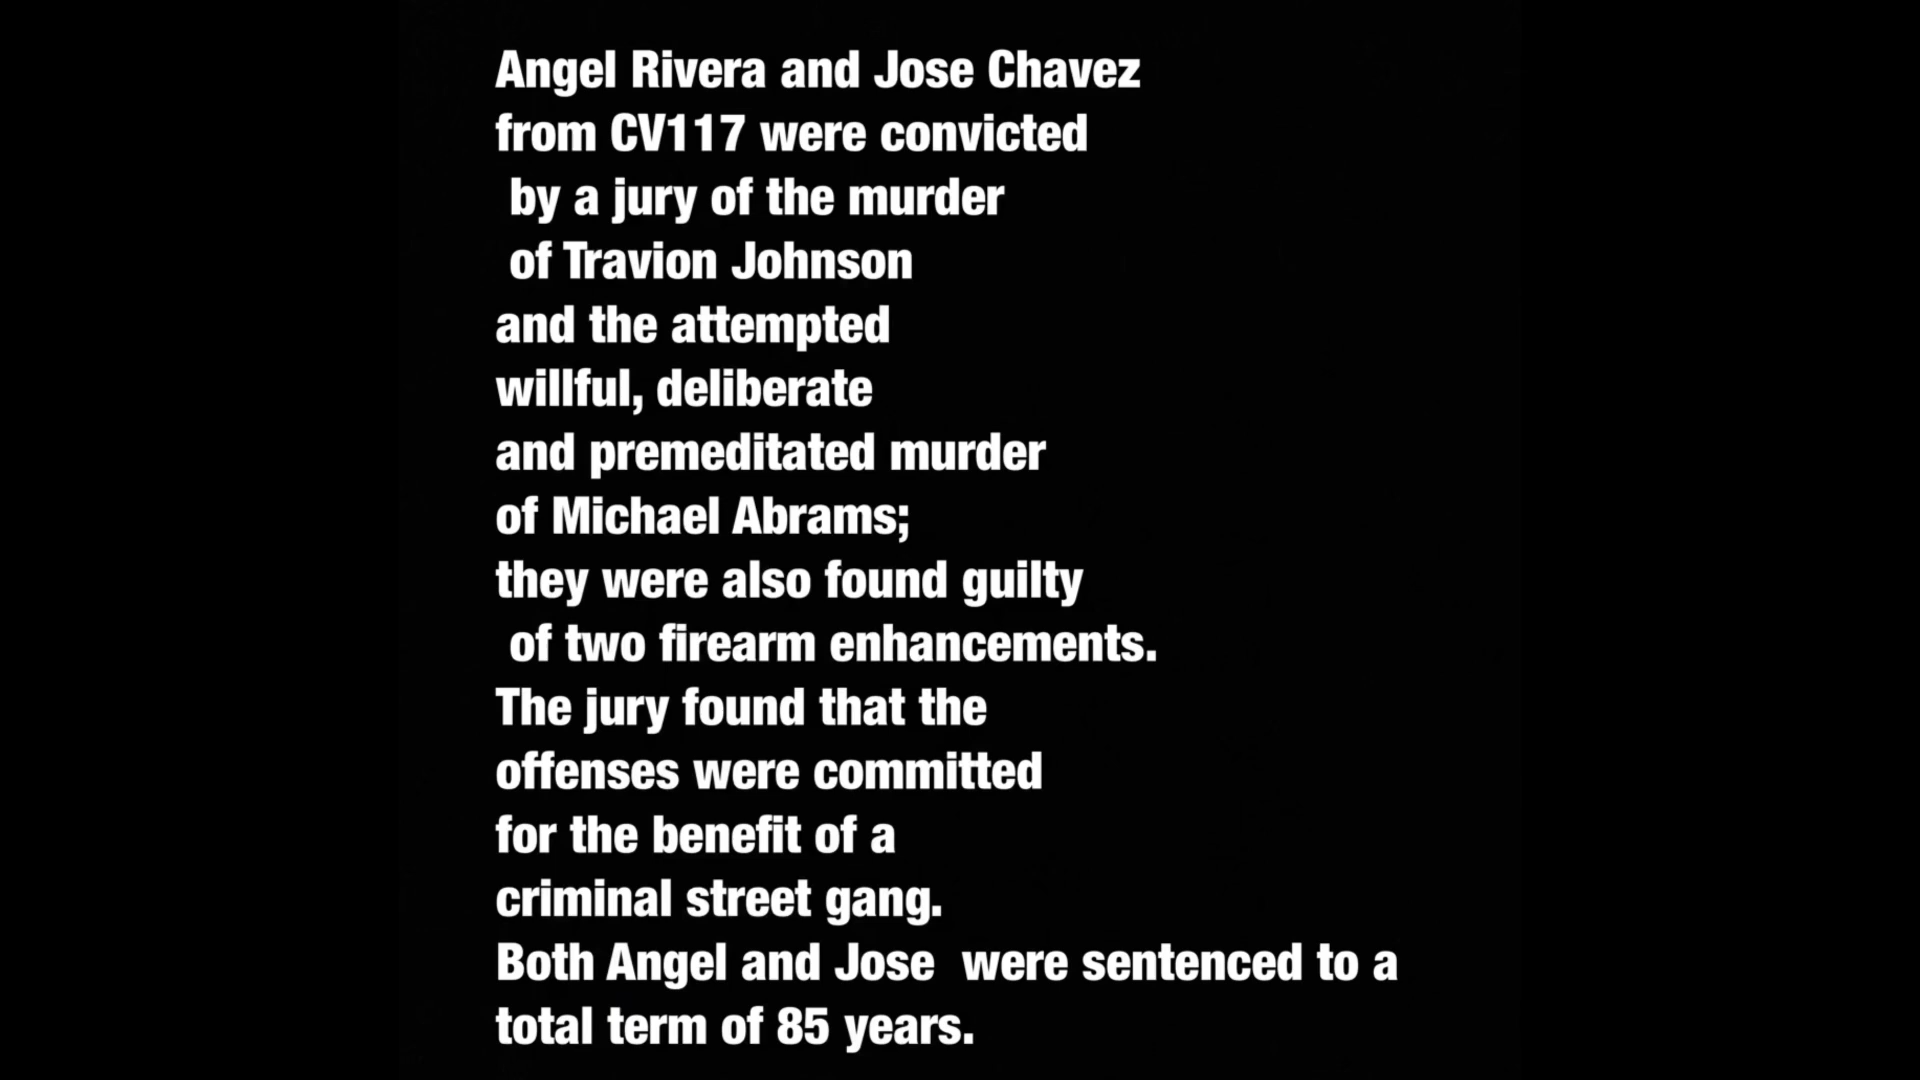 Angel Rivera and Jose Chavez
from CV117 were convicted
by a jury of the murder
of Travion Johnson
and the attempted
willful, deliberate
and premeditated murder
of Michael Abrams;
they were also found guilty
of two firearm enhancements.
The jury found that the
offenses were committed
for the benefit of a
criminal street gang.
Both Angel and Jose  were sentenced to a
total term of 85 years.